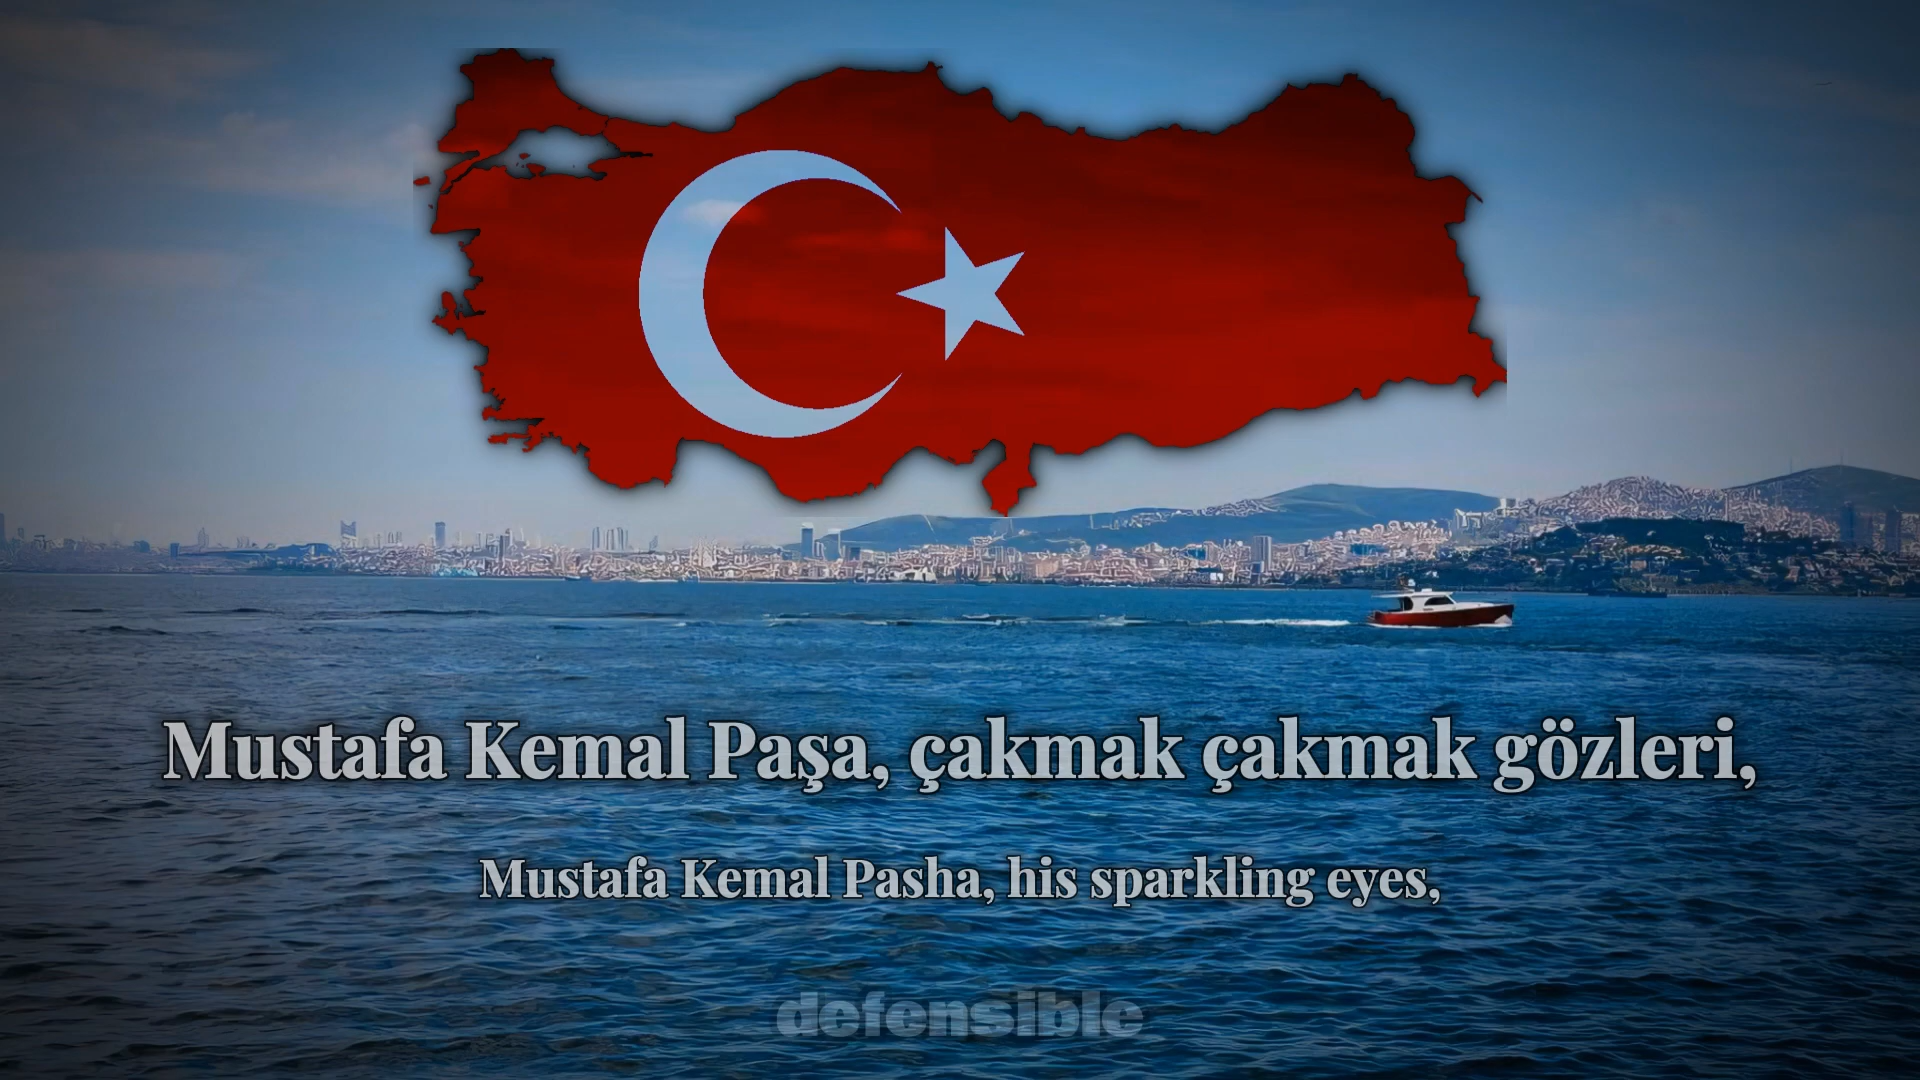 Mustafa Kemal Paşa, çakmak çakmak gözleri,
Mustafa Kemal Pasha, his sparkling eyes,
defensible